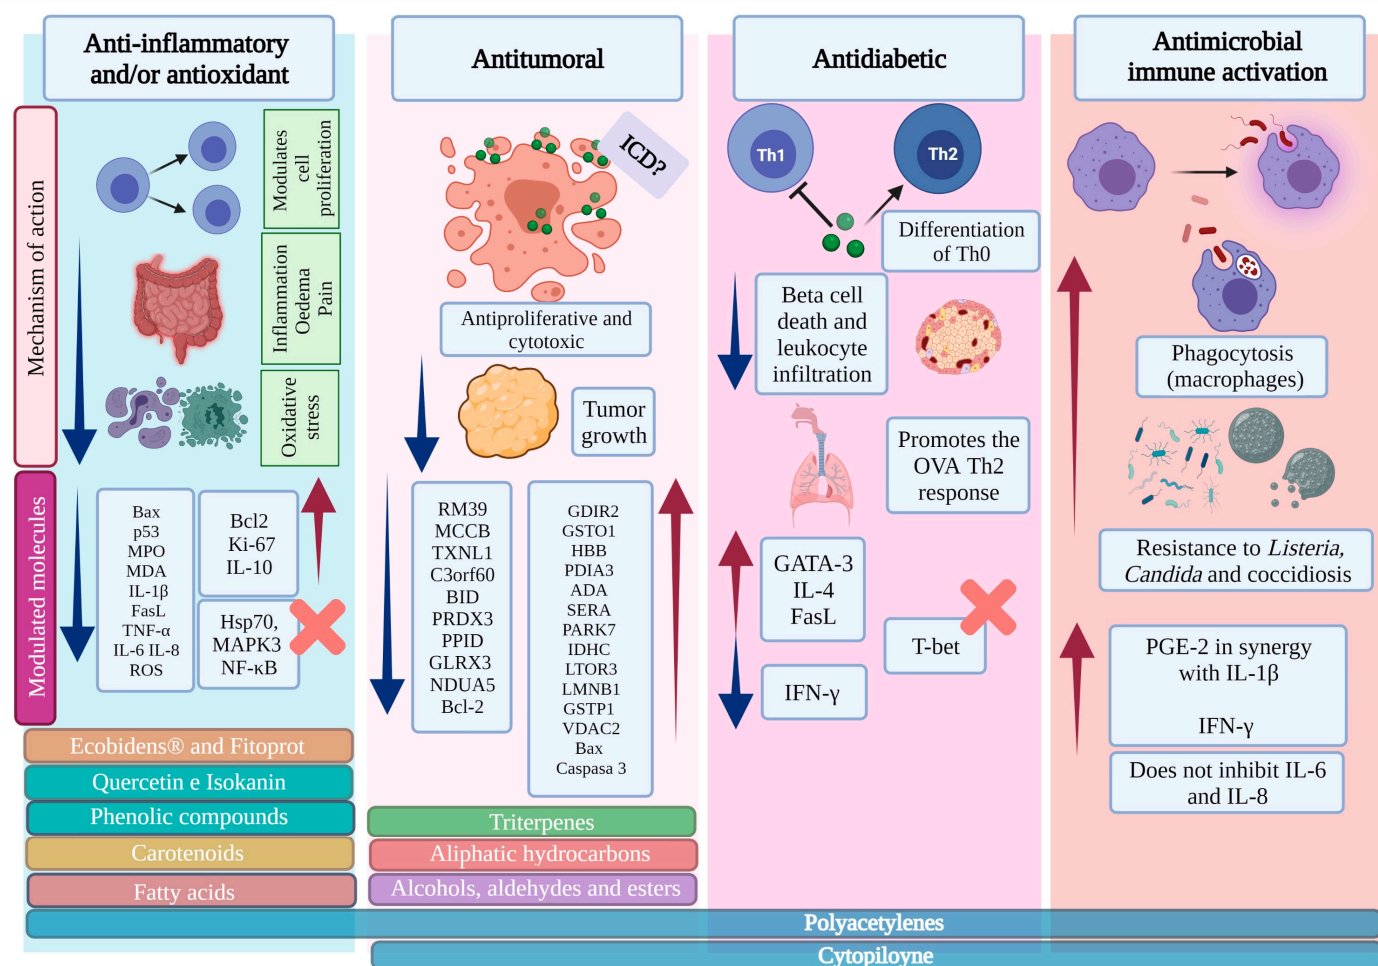 Anti-inflammatory
and/or antioxidant
Antitumoral
Antidiabetic
Antimicrobial
immune activation
Mechanism of action
Modulates
cell
proliferation
Inflammation
Oedema
Pain
Oxidative
stress
Modulated molecules
Bax
p53
MPO
MDA
IL-1β
FasL
TNF-α
IL-6 IL-8
ROS
Bcl2
Ki-67
IL-10
Hsp70,
MAPK3
NF-κB
Ecobidens® and Fitoprot
Quercetin e Isokanin
Phenolic compounds
Carotenoids
Fatty acids
ICD?
Antiproliferative and
cytotoxic
Tumor
growth
RM39
MCCB
TXNL1
C3orf60
BID
PRDX3
PPID
GLRX3
NDUA5
Bcl-2
GDIR2
GSTO1
HBB
PDIA3
ADA
SERA
PARK7
IDHC
LTOR3
LMNB1
GSTP1
VDAC2
Bax
Caspasa 3
Triterpenes
Aliphatic hydrocarbons
Alcohols, aldehydes and esters
Th1
Th2
Differentiation
of Th0
Beta cell
death and
leukocyte
infiltration
Promotes the
OVA Th2
response
GATA-3
IL-4
FasL
T-bet
IFN-γ
Phagocytosis
(macrophages)
Resistance to Listeria,
Candida and coccidiosis
PGE-2 in synergy
with IL-1β
IFN-γ
Does not inhibit IL-6
and IL-8
Polyacetylenes
Cytopiloyne